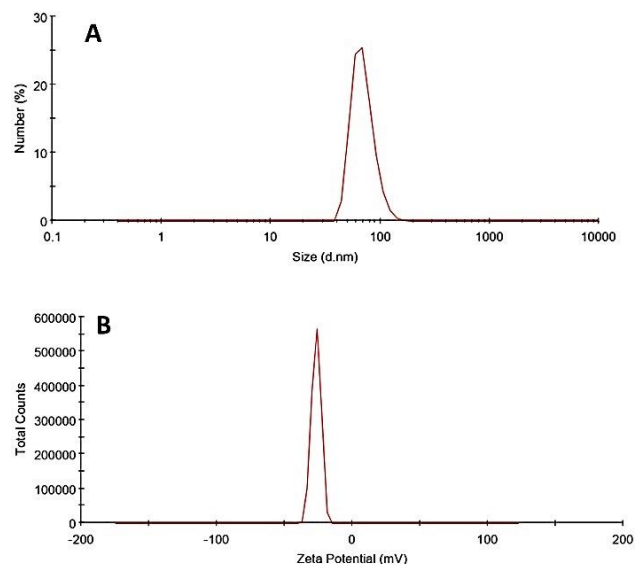 A
30
20
10
0
Number (%)
0.1 1 10 100 1000 10000
Size (d.nm)
B
600000
500000
400000
300000
200000
100000
0
Total Counts
-200 -100 0 100 200
Zeta Potential (mV)